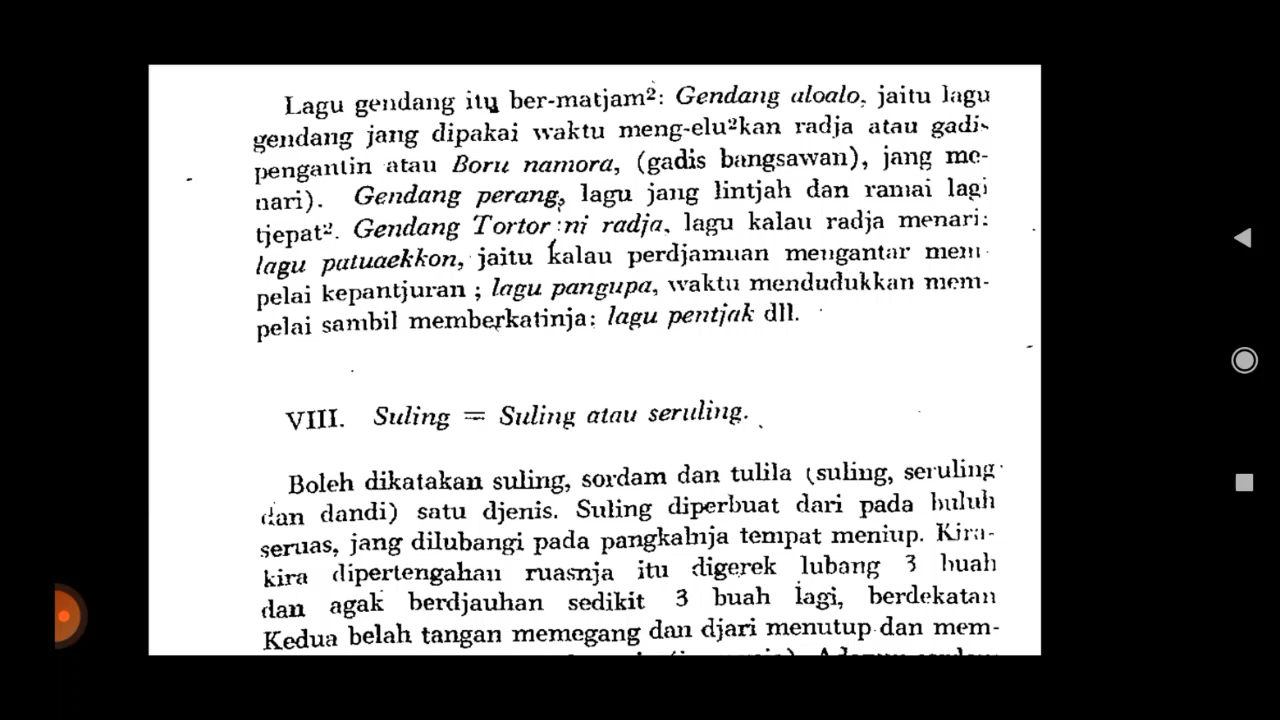 Lagu gendang itu ber-matjam²: Gendang aloalo, jaitu lagu
gendang jang dipakai waktu meng-elu²kan radja atau gadis
pengantin atau Boru namora, (gadis bangsawan), jang me-
nari). Gendang perang, lagu jang lintjah dan ramai lagi
tjepat². Gendang Tortor ni radja, lagu kalau radja menari:
lagu patuaekkon, jaitu kalau perdjamuan mengantar mem-
pelai kepantjuran ; lagu pangupa, waktu mendudukkan mem-
pelai sambil memberkatinja: lagu pentjak dll.
VIII. Suling = Suling atau seruling.
Boleh dikatakan suling, sordam dan tulila (suling, seruling
dan dandi) satu djenis. Suling diperbuat dari pada buluh
seruas, jang dilubangi pada pangkalnja tempat meniup. Kira-
kira dipertengahan ruasnja itu digerek lubang 3 buah
dan agak berdjauhan sedikit 3 buah lagi, berdekatan
Kedua belah tangan memegang dan djari menutup dan mem-